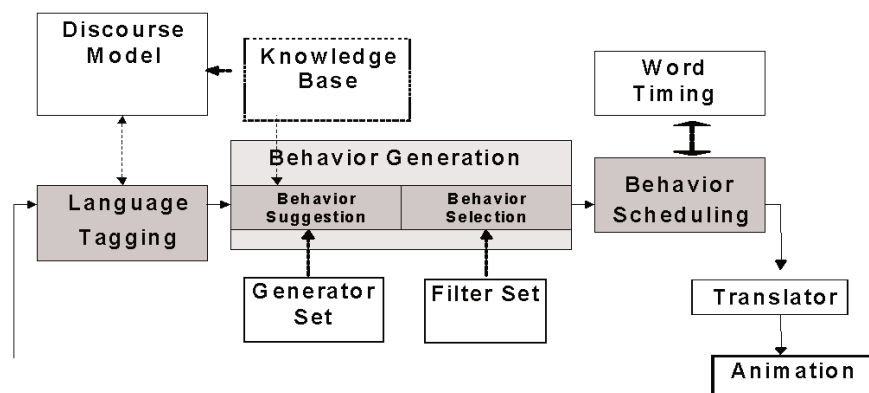 Discourse
Model
Knowledge
Base
Word
Timing
Behavior Generation
Language
Tagging
Behavior
Suggestion
Behavior
Selection
Behavior
Scheduling
Generator
Set
Filter Set
Translator
Animation